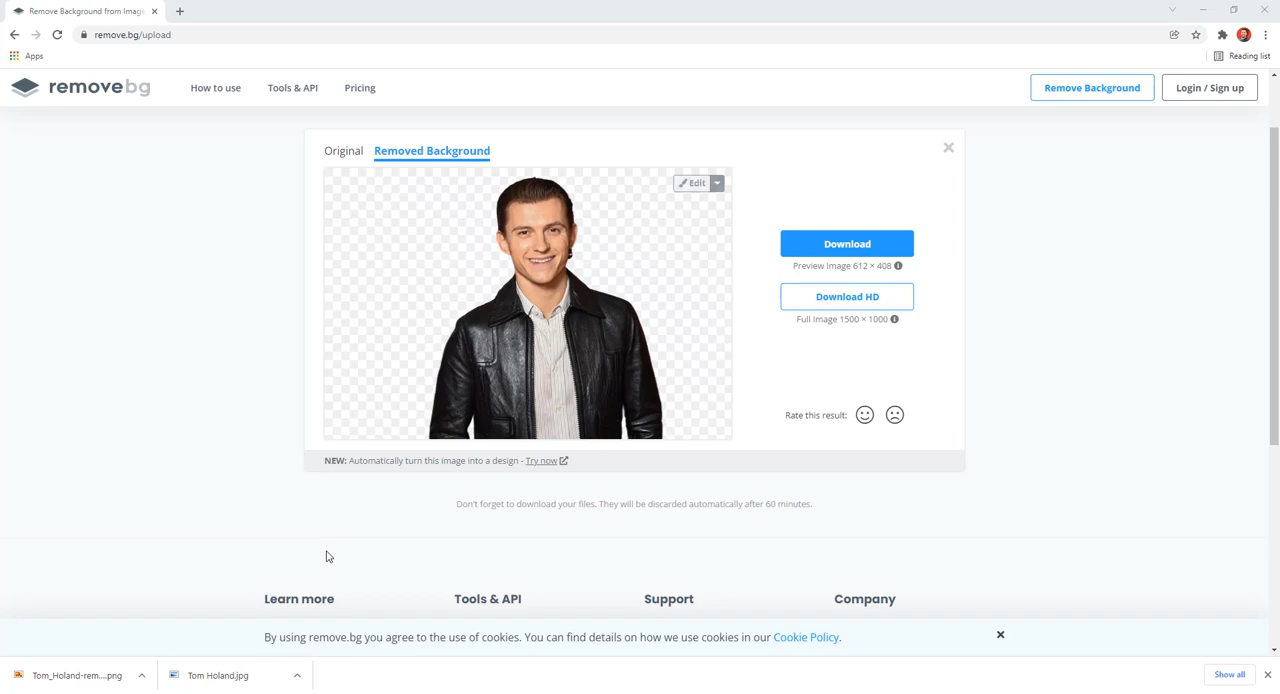 Remove Background from Imag
remove.bg/upload
Apps
Reading list
removebg
How to use
Tools & API
Pricing
Remove Background
Login / Sign up
Original
Removed Background
Edit
Download
Preview Image 612 × 408
Download HD
Full Image 1500 × 1000
Rate this result:
NEW: Automatically turn this image into a design - Try now
Don't forget to download your files. They will be discarded automatically after 60 minutes.
Learn more
Tools & API
Support
Company
By using remove.bg you agree to the use of cookies. You can find details on how we use cookies in our Cookie Policy.
Tom_Holand-rem....png
Tom Holand.jpg
Show all